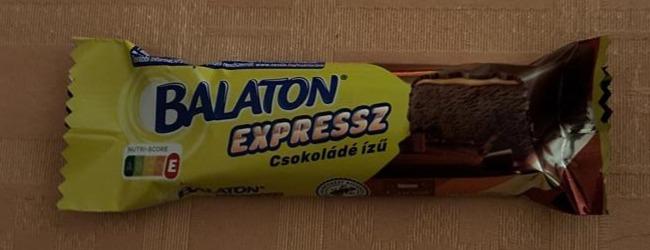 BALATON®
EXPRESSZ
Csokoládé ízű
NUTRI-SCORE
E
BALATON®